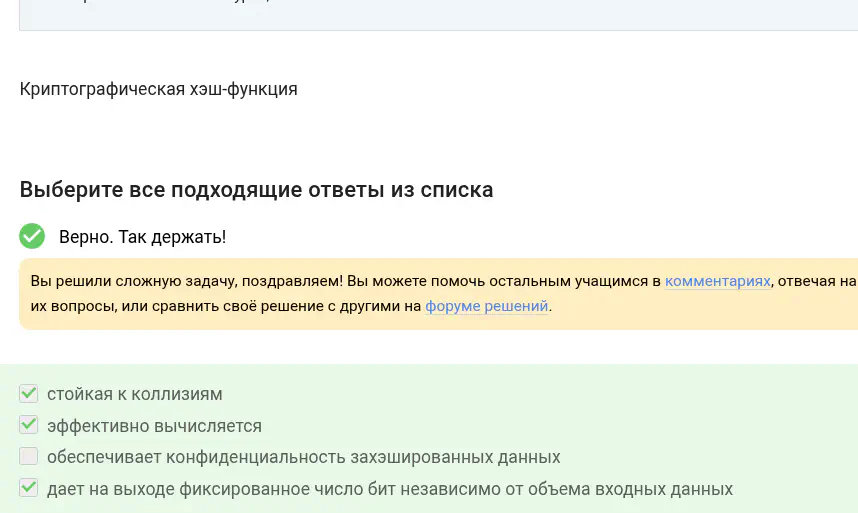 Криптографическая хэш-функция
Выберите все подходящие ответы из списка
Верно. Так держать!
Вы решили сложную задачу, поздравляем! Вы можете помочь остальным учащимся в комментариях, отвечая на
их вопросы, или сравнить своё решение с другими на форуме решений.
стойкая к коллизиям
эффективно вычисляется
обеспечивает конфиденциальность захэшированных данных
дает на выходе фиксированное число бит независимо от объема входных данных